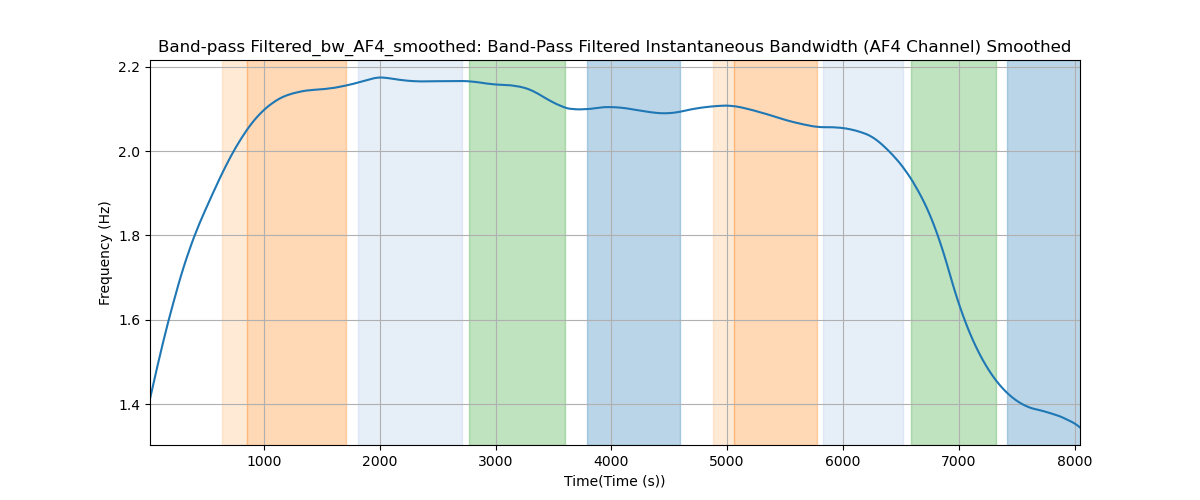 Band-pass Filtered_bw_AF4_smoothed: Band-Pass Filtered Instantaneous Bandwidth (AF4 Channel) Smoothed
Frequency (Hz)
2.2
2.0
1.8
1.6
1.4
1000 2000 3000 4000 5000 6000 7000 8000
Time(Time (s))